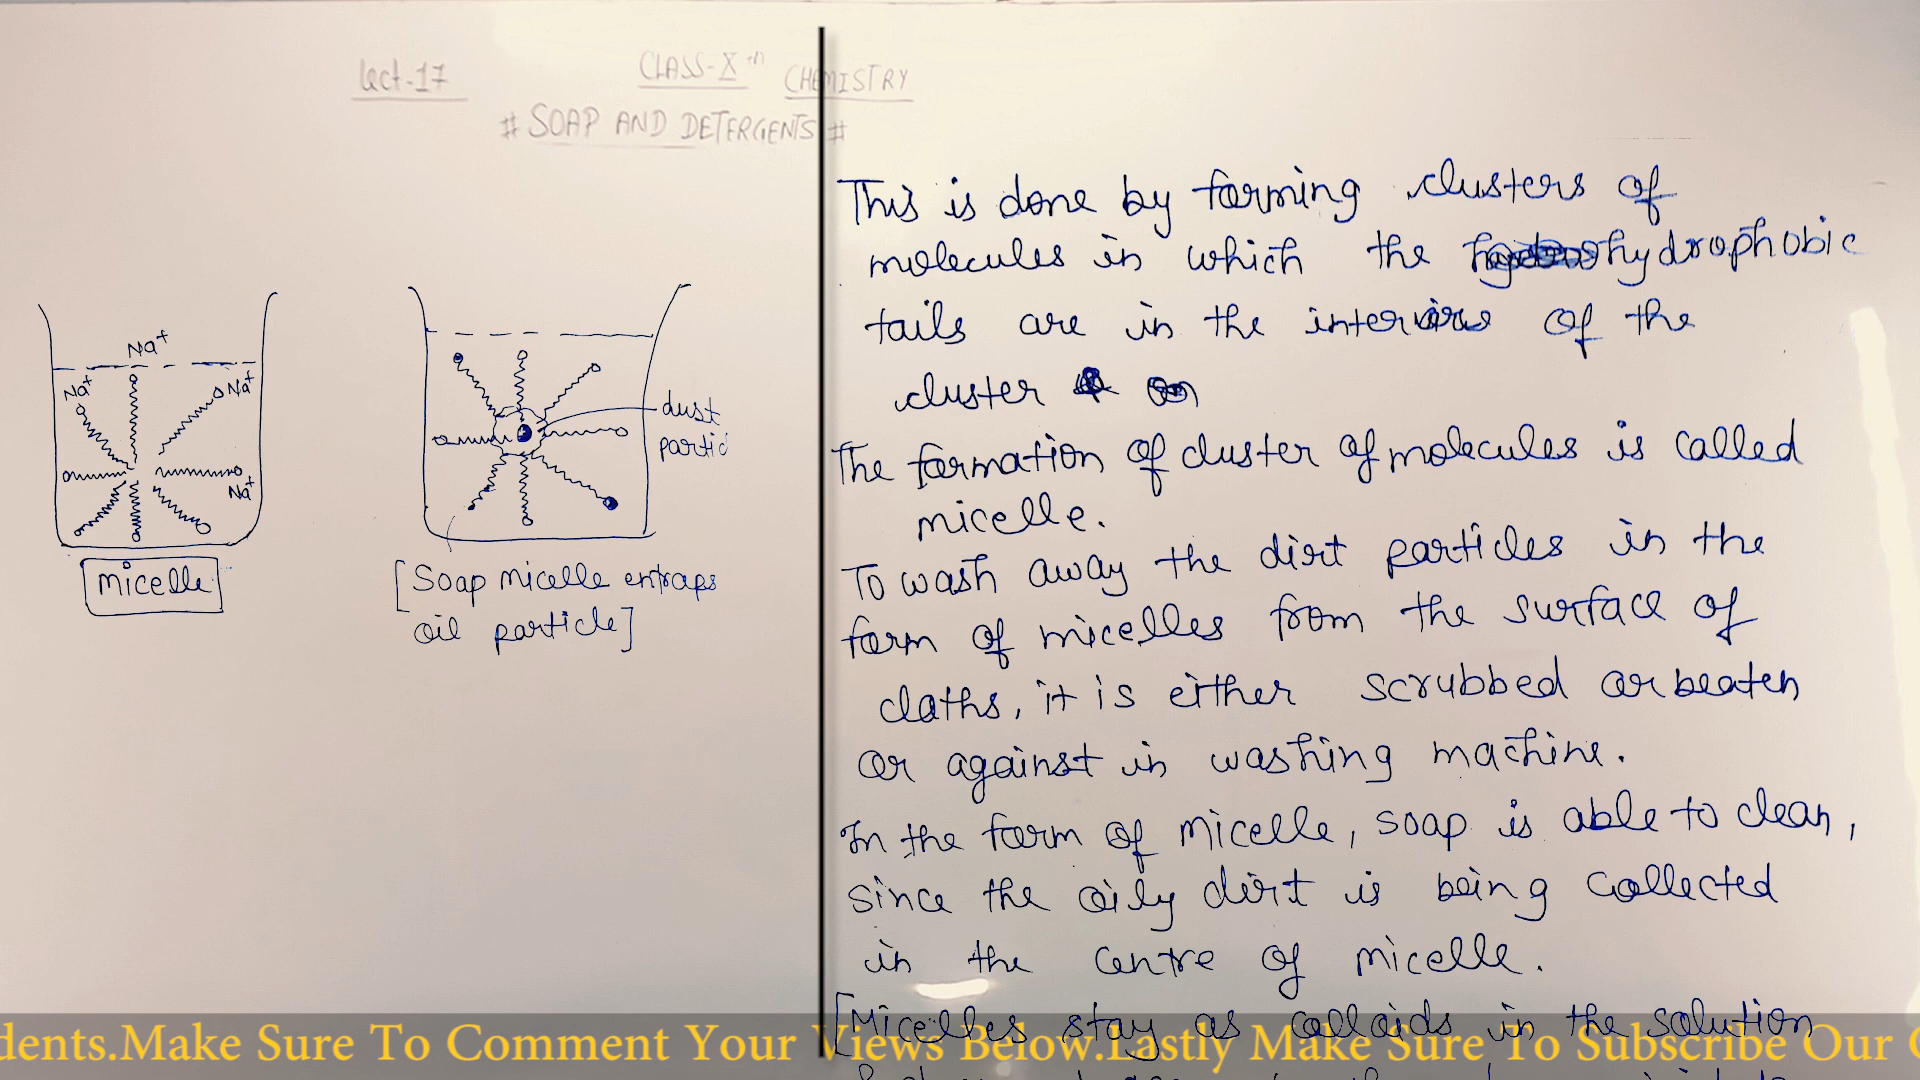 Lect-17
CLASS-Xth CHEMISTRY
# SOAP AND DETERGENTS #
Na+
Na+
Na+
Na+
micelle
dust
partic
[Soap micelle entraps
oil particle]
This is done by forming clusters of
molecules in which the hydrophobic
tails are in the interior of the
cluster
The formation of cluster of molecules is called
micelle.
To wash away the dirt particles in the
form of micelles from the surface of
cloths, it is either scrubbed or beaten
or against in washing machine.
In the form of micelle, soap is able to clean,
since the oily dirt is being collected
in the centre of micelle.
[Micelles stay as colloids in the solution
dents.Make Sure To Comment Your Views Below.Lastly Make Sure To Subscribe Our